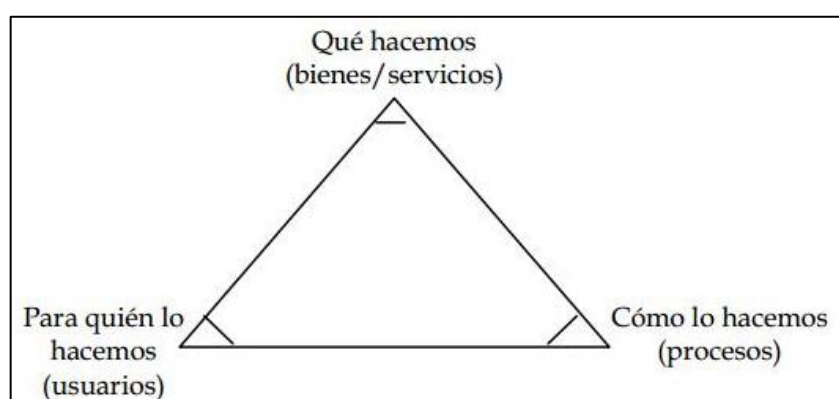 Qué hacemos
(bienes/servicios)
Para quién lo
hacemos
(usuarios)
Cómo lo hacemos
(procesos)